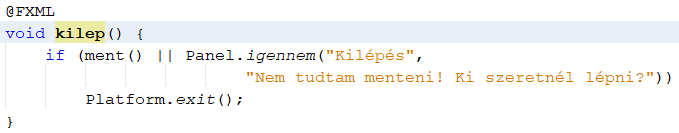 @FXML
void kilep() {
if (ment() || Panel.igennem("Kilépés",
"Nem tudtam menteni! Ki szeretnél lépni?"))
Platform.exit();
}